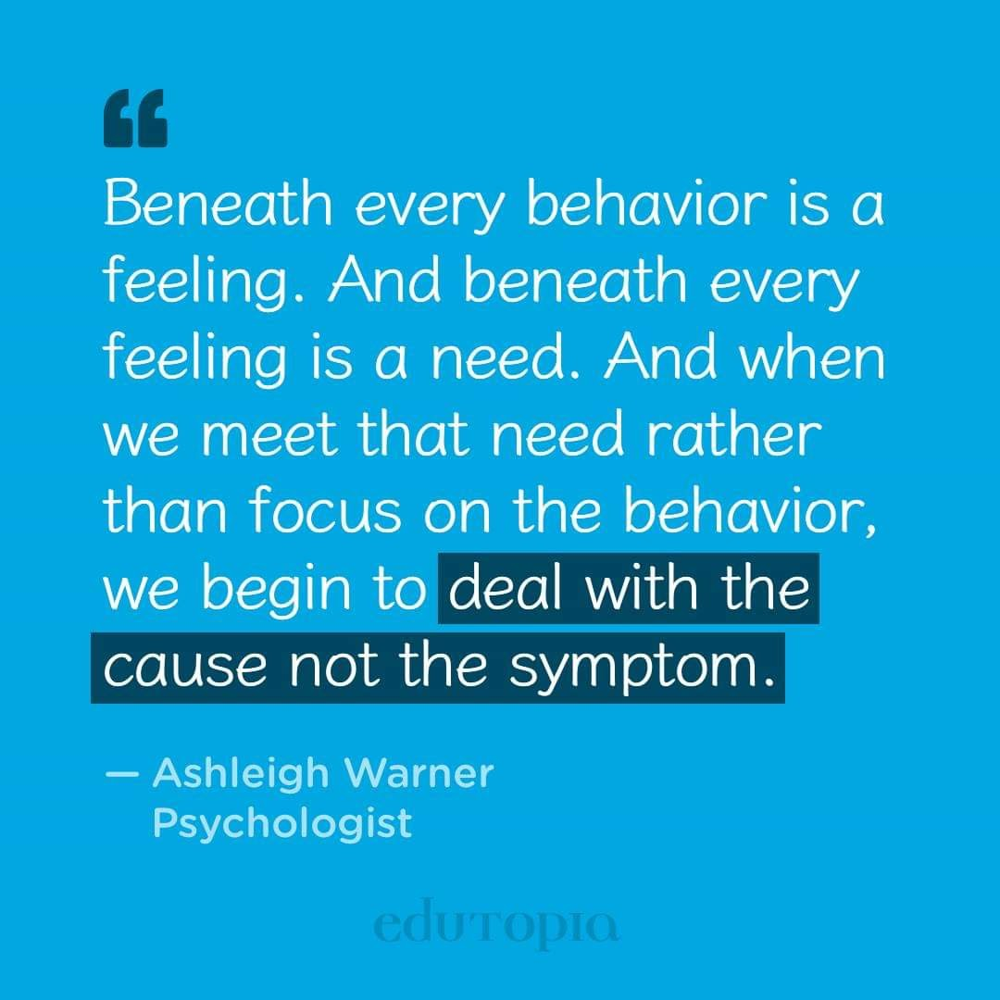 “
Beneath every behavior is a
feeling. And beneath every
feeling is a need. And when
we meet that need rather
than focus on the behavior,
we begin to deal with the
cause not the symptom.
— Ashleigh Warner
Psychologist
edutopia